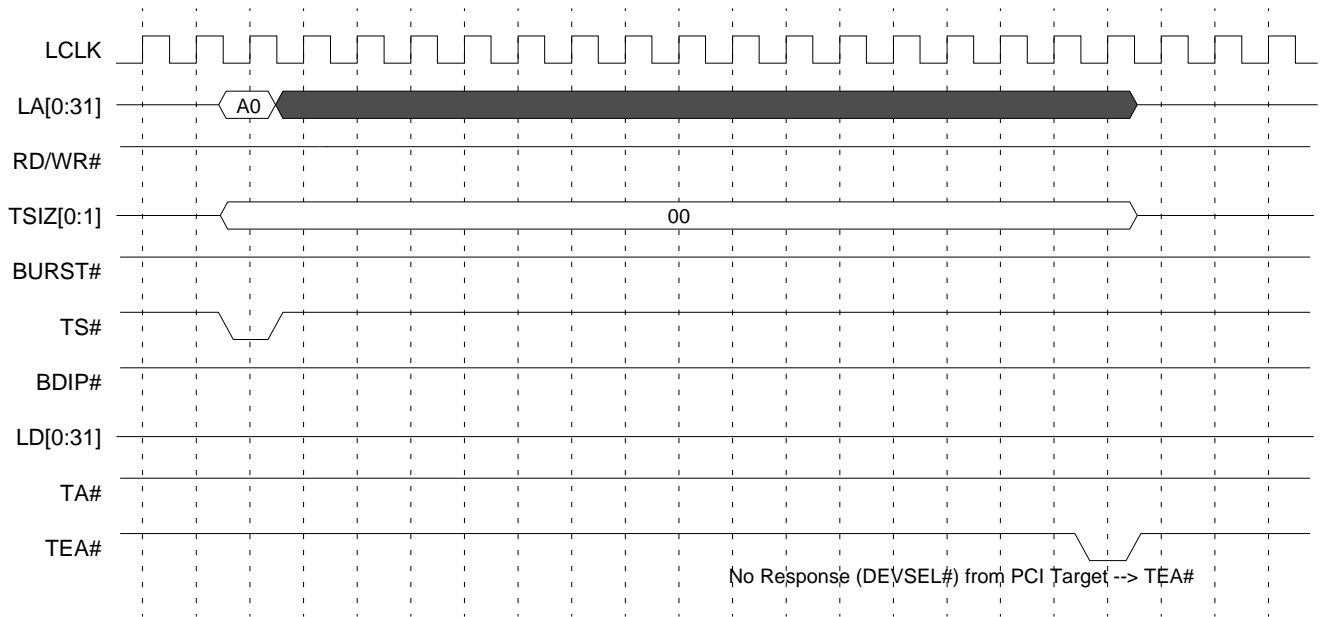 LCLK
LA[0:31]
A0
RD/WR#
TSIZ[0:1]
00
BURST#
TS#
BDIP#
LD[0:31]
TA#
TEA#
No Response (DEVSEL#) from PCI Target --> TEA#